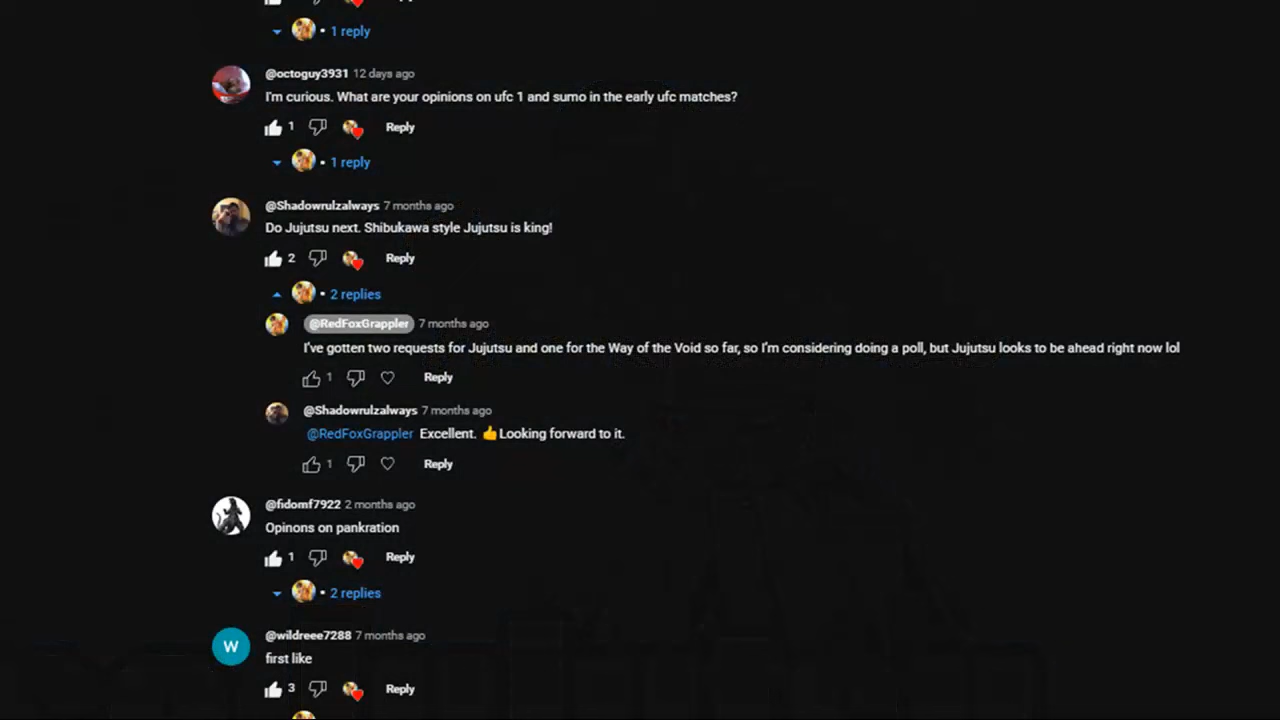 1 reply
@octoguy3931 12 days ago
I'm curious. What are your opinions on ufc 1 and sumo in the early ufc matches?
1 Reply
1 reply
@Shadowrulzalways 7 months ago
Do Jujutsu next. Shibukawa style Jujutsu is king!
2 Reply
2 replies
@RedFoxGrappler 7 months ago
I've gotten two requests for Jujutsu and one for the Way of the Void so far, so I'm considering doing a poll, but Jujutsu looks to be ahead right now lol
1 Reply
@Shadowrulzalways 7 months ago
@RedFoxGrappler Excellent. 👍Looking forward to it.
1 Reply
@fidomf7922 2 months ago
Opinons on pankration
1 Reply
2 replies
W
@wildreee7288 7 months ago
first like
3 Reply